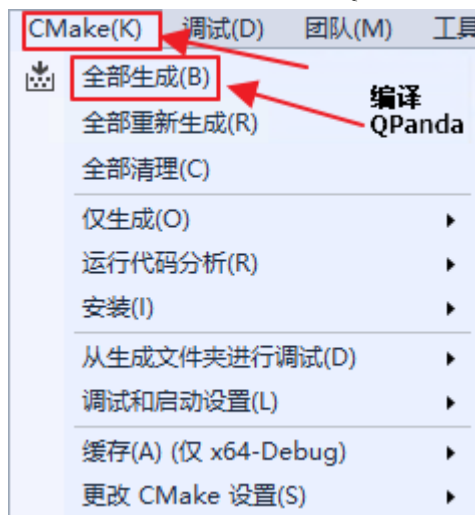 CMake(K) 调试(D) 团队(M) 工具
全部生成(B)
编译
QPanda
全部重新生成(R)
全部清理(C)
仅生成(O)
运行代码分析(R)
安装(I)
从生成文件夹进行调试(D)
调试和启动设置(L)
缓存(A) (仅 x64-Debug)
更改 CMake 设置(S)